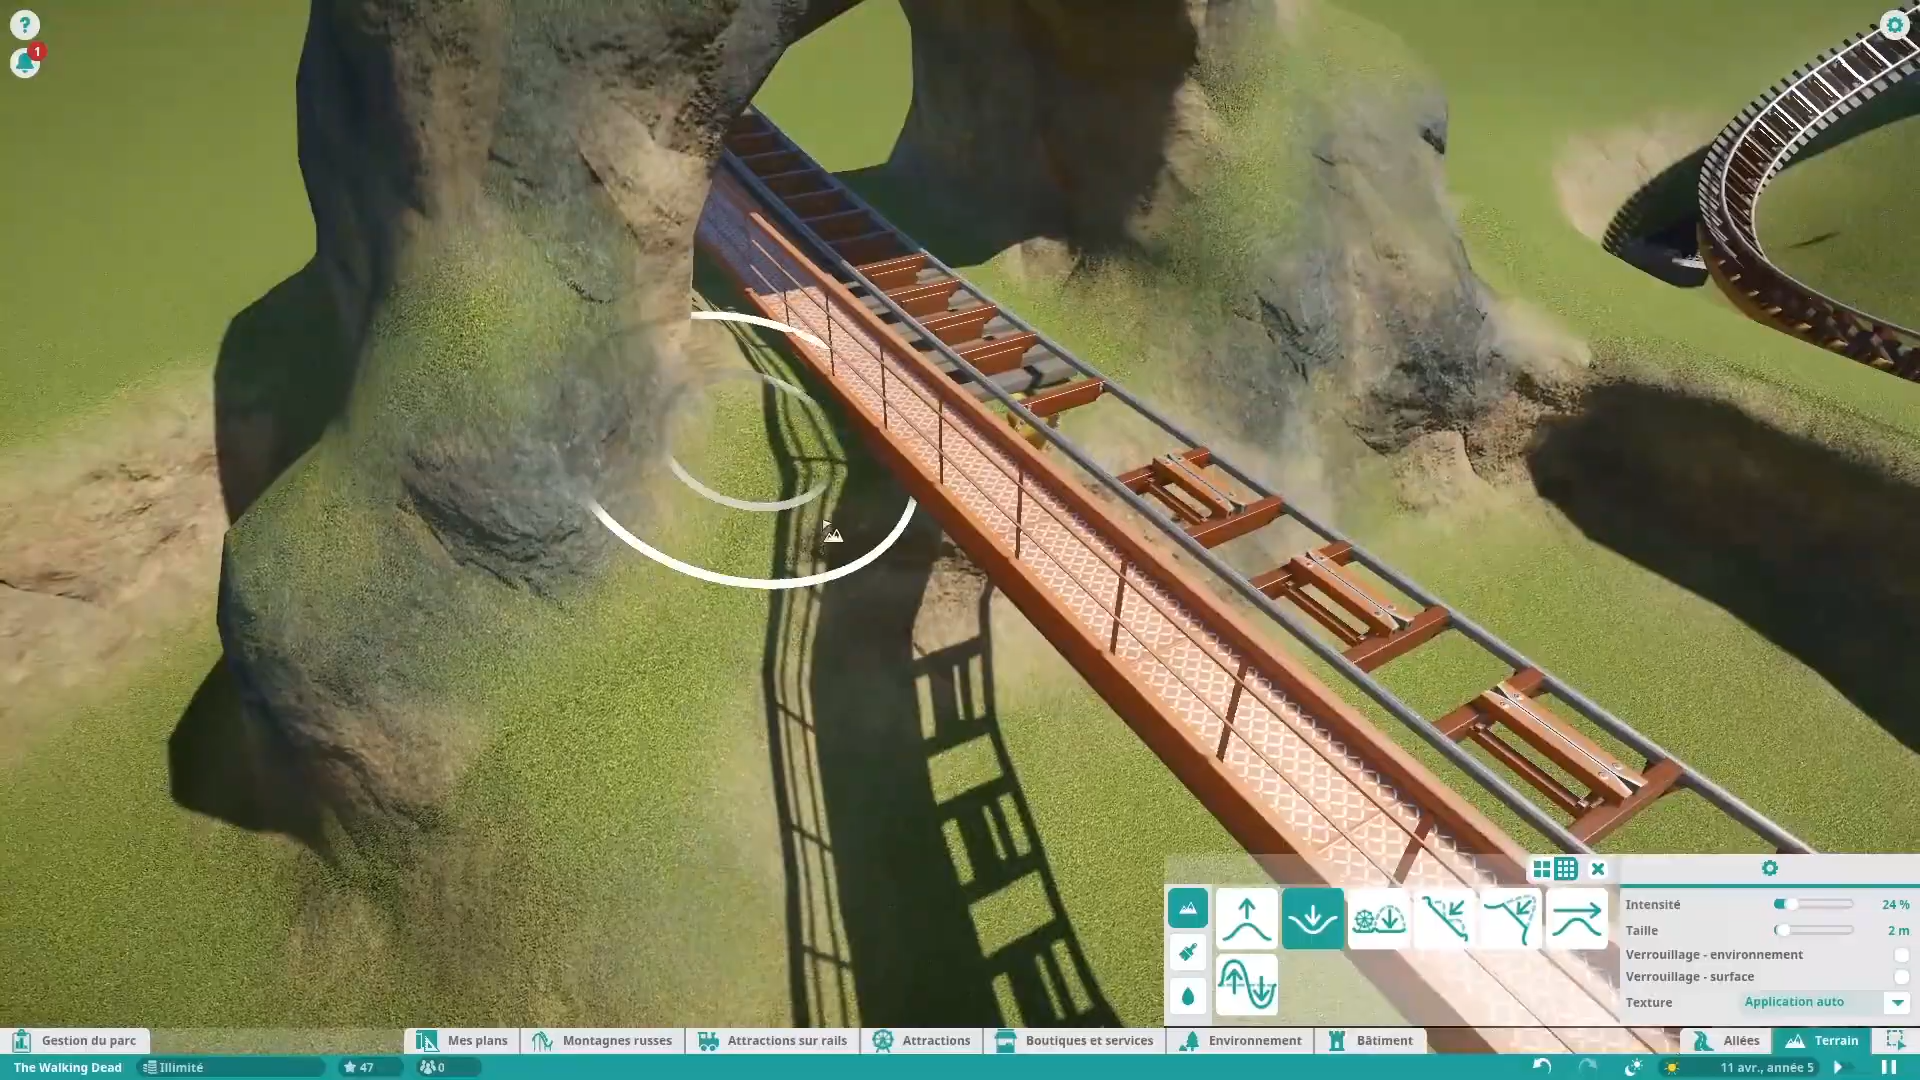 ?
1
Intensité 24 %
Taille 2 m
Verrouillage - environnement
Verrouillage - surface
Texture Application auto
Gestion du parc Mes plans Montagnes russes Attractions sur rails Attractions Boutiques et services Environnement Bâtiment Allées Terrain
The Walking Dead Illimité 47 0 11 avr., année 5